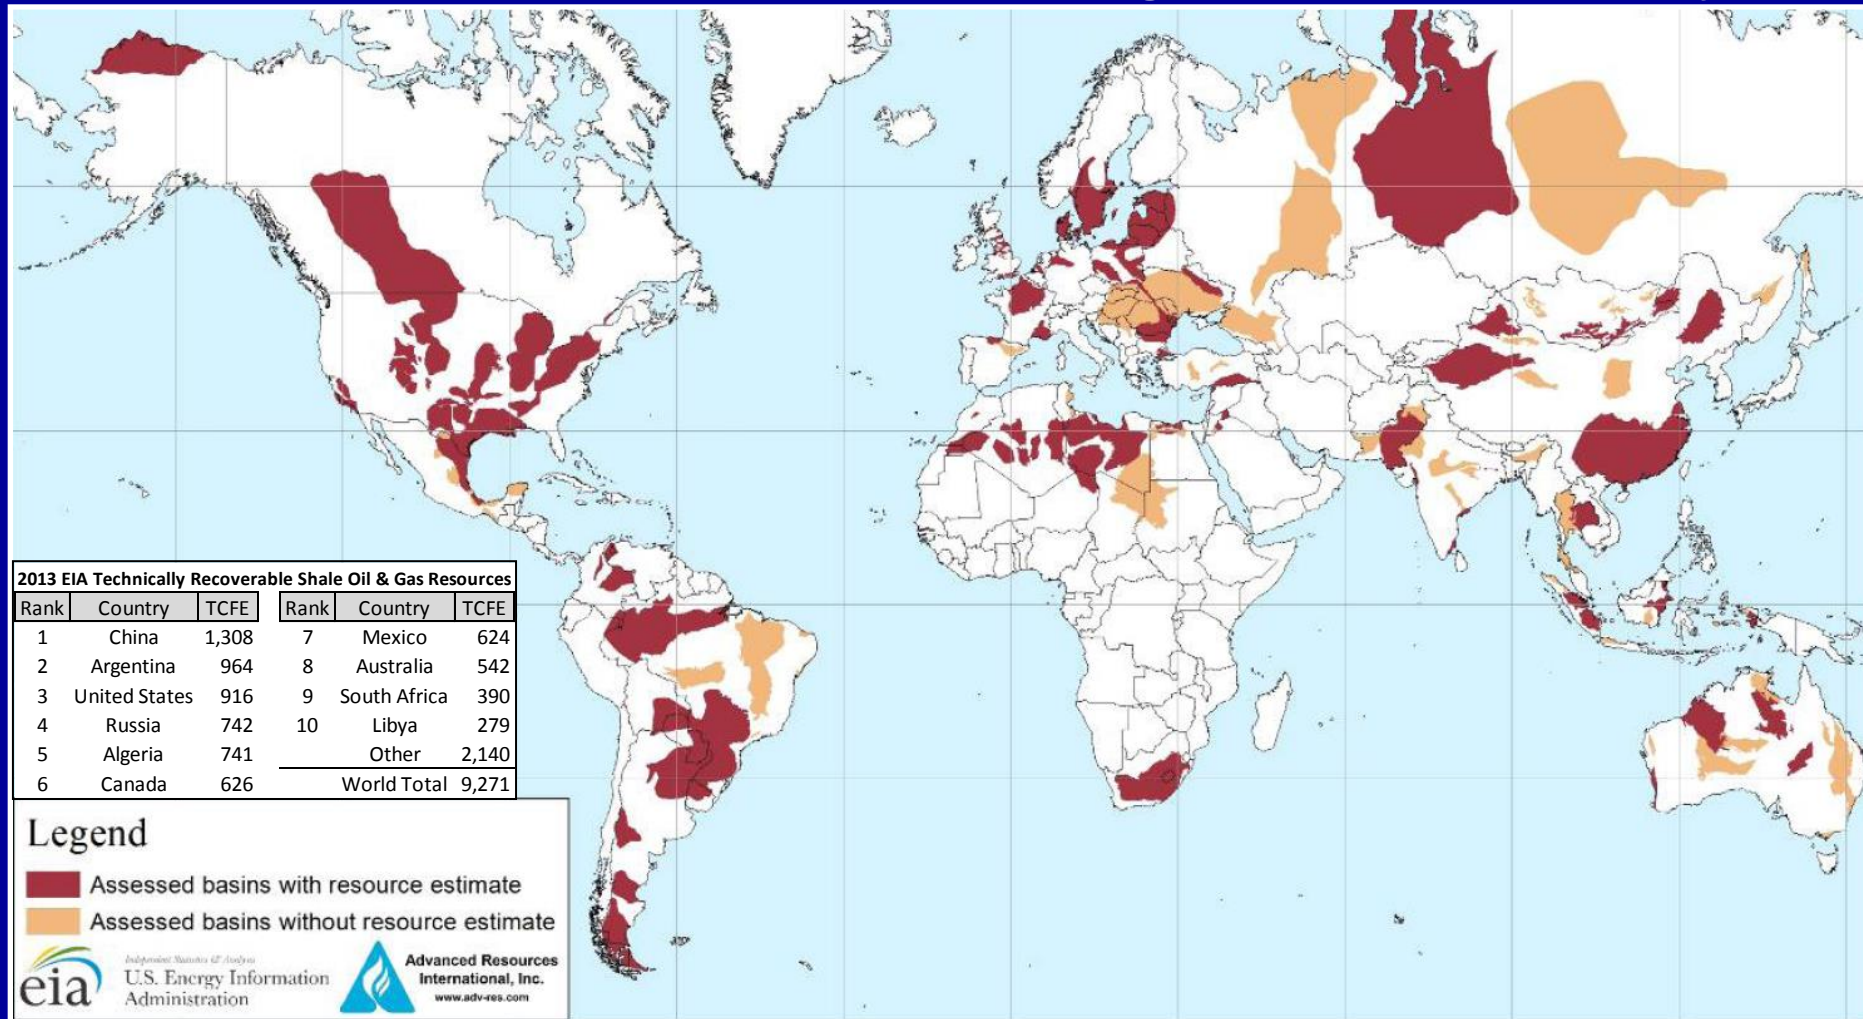 2013 EIA Technically Recoverable Shale Oil & Gas Resources
Rank Country TCFE Rank Country TCFE
1 China 1,308 7 Mexico 624
2 Argentina 964 8 Australia 542
3 United States 916 9 South Africa 390
4 Russia 742 10 Libya 279
5 Algeria 741 Other 2,140
6 Canada 626 World Total 9,271
Legend
Assessed basins with resource estimate
Assessed basins without resource estimate
eia
Independent Statistics & Analysis
U.S. Energy Information
Administration
Advanced Resources
International, Inc.
www.adv-res.com